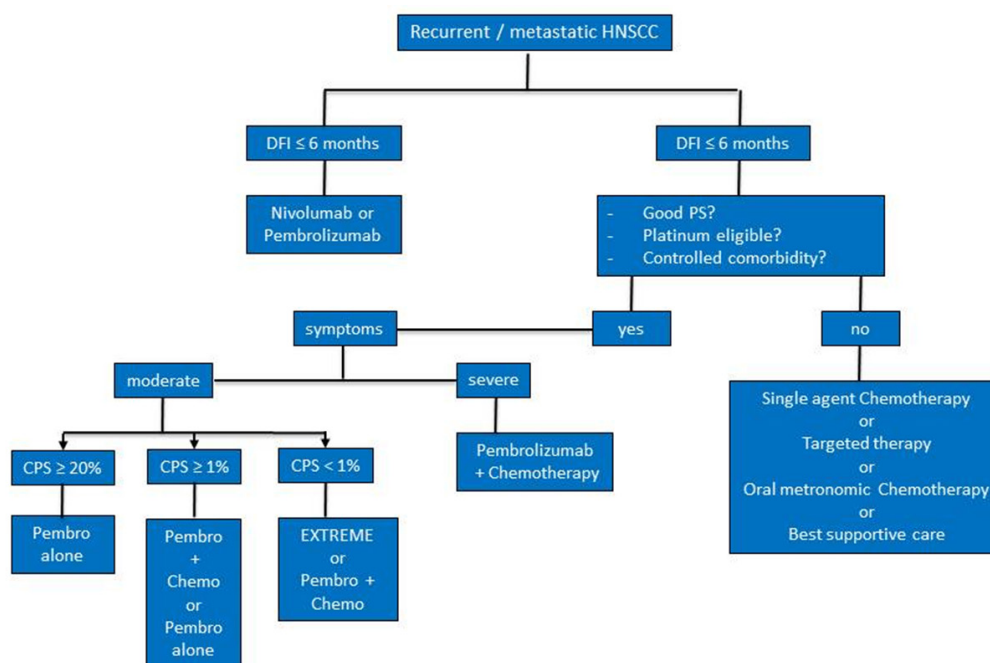 Recurrent / metastatic HNSCC
DFI ≤ 6 months
DFI ≤ 6 months
Nivolumab or
Pembrolizumab
- Good PS?
- Platinum eligible?
- Controlled comorbidity?
symptoms
yes
no
moderate
severe
Single agent Chemotherapy
or
Targeted therapy
or
Oral metronomic Chemotherapy
or
Best supportive care
Pembrolizumab
+ Chemotherapy
CPS ≥ 20%
CPS ≥ 1%
CPS < 1%
Pembro
alone
Pembro
+
Chemo
or
Pembro
alone
EXTREME
or
Pembro +
Chemo